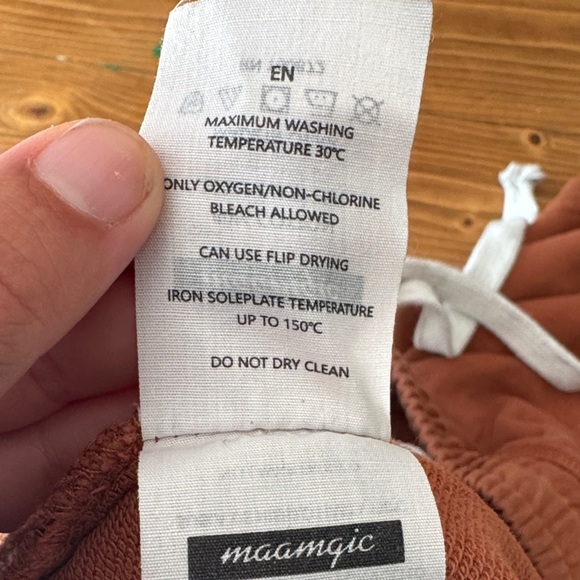 EN
MAXIMUM WASHING
TEMPERATURE 30℃
ONLY OXYGEN/NON-CHLORINE
BLEACH ALLOWED
CAN USE FLIP DRYING
IRON SOLEPLATE TEMPERATURE
UP TO 150℃
DO NOT DRY CLEAN
maamgic